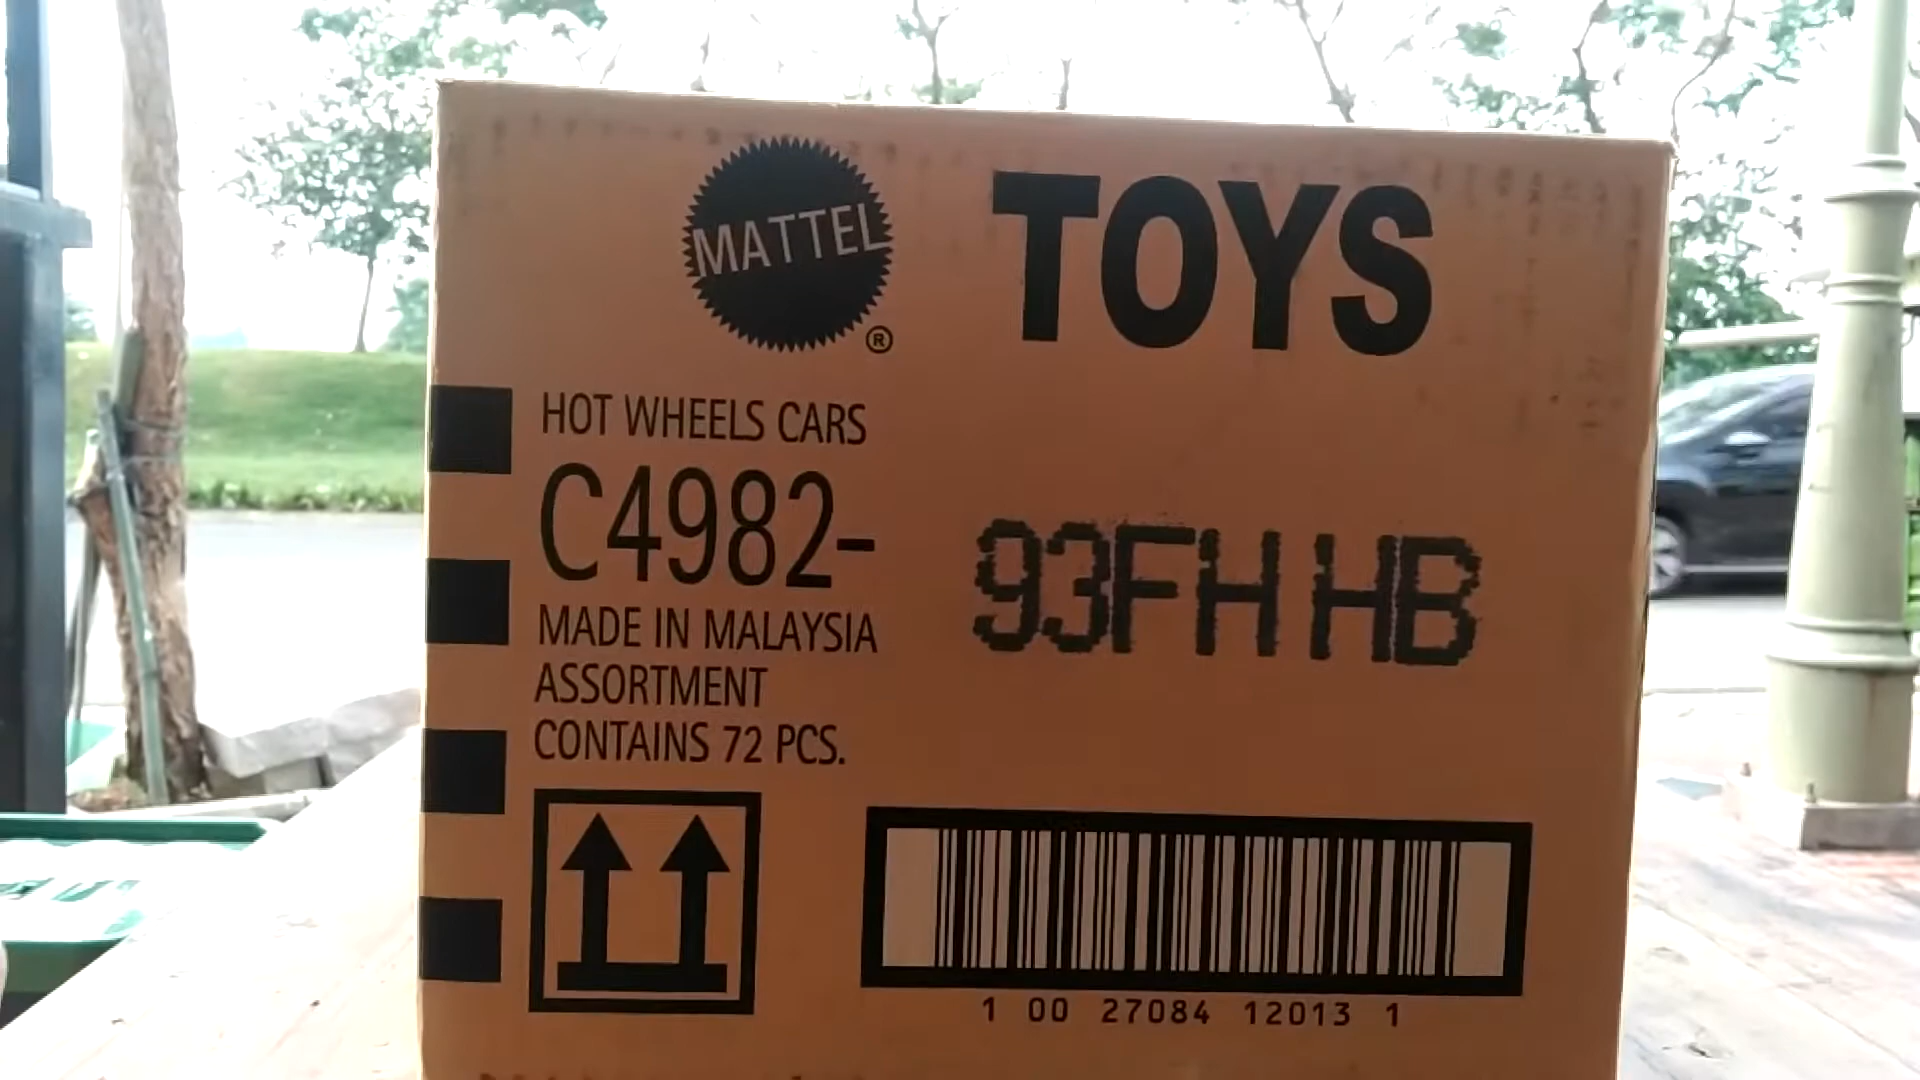 MATTEL ®
TOYS
HOT WHEELS CARS
C4982-
93FH HB
MADE IN MALAYSIA
ASSORTMENT
CONTAINS 72 PCS.
1 00 27084 12013 1